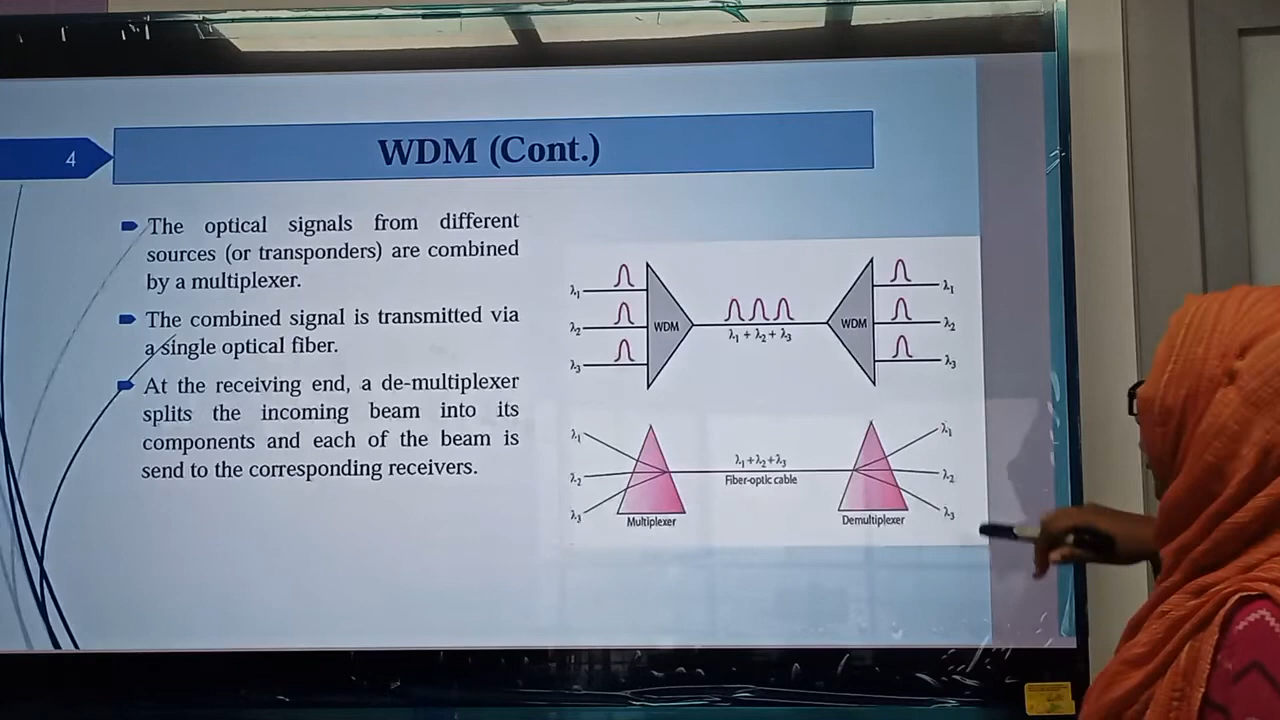 4
WDM (Cont.)
The optical signals from different
sources (or transponders) are combined
by a multiplexer.
The combined signal is transmitted via
a single optical fiber.
At the receiving end, a de-multiplexer
splits the incoming beam into its
components and each of the beam is
send to the corresponding receivers.
λ₁
λ₂
λ₃
WDM
λ₁ + λ₂ + λ₃
WDM
λ₁
λ₂
λ₃
λ₁
λ₂
λ₃
Multiplexer
λ₁+λ₂+λ₃
Fiber-optic cable
Demultiplexer
λ₁
λ₂
λ₃